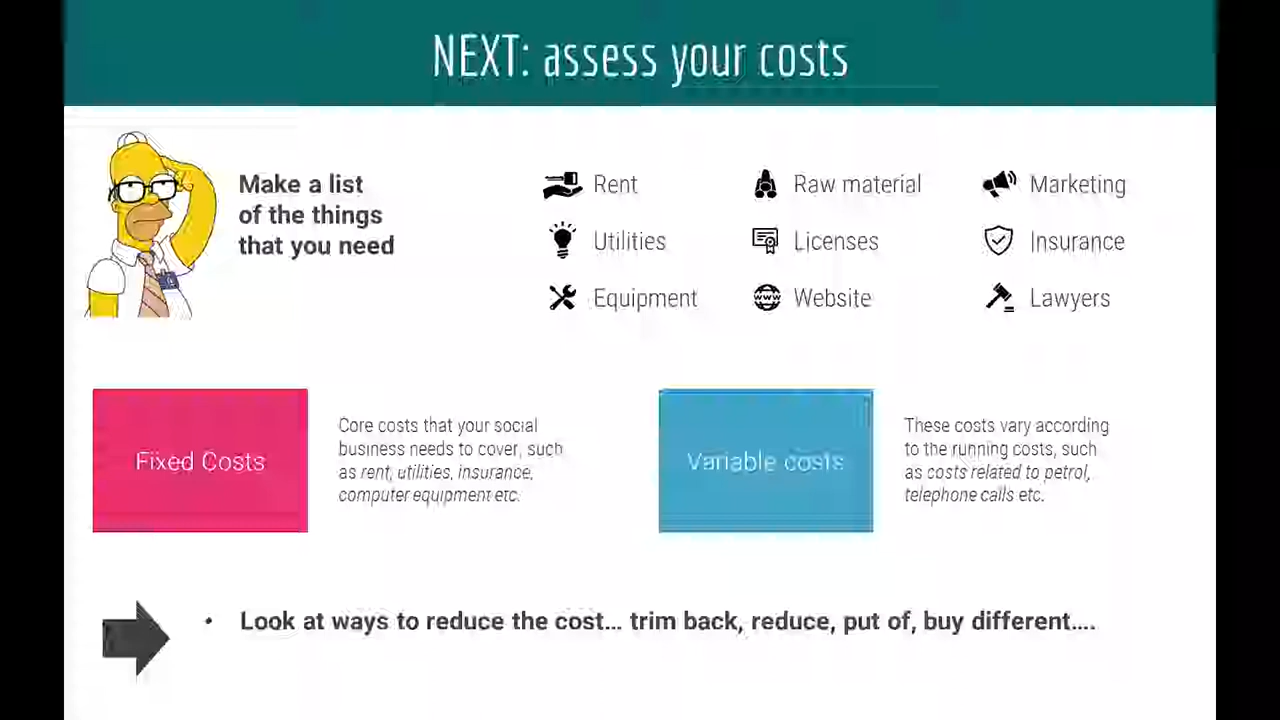 NEXT: assess your costs
Make a list
of the things
that you need
Rent
Raw material
Marketing
Utilities
Licenses
Insurance
Equipment
www
Website
Lawyers
Fixed Costs
Core costs that your social
business needs to cover, such
as rent, utilities, insurance,
computer equipment etc.
Variable costs
These costs vary according
to the running costs, such
as costs related to petrol,
telephone calls etc.
• Look at ways to reduce the cost... trim back, reduce, put of, buy different....